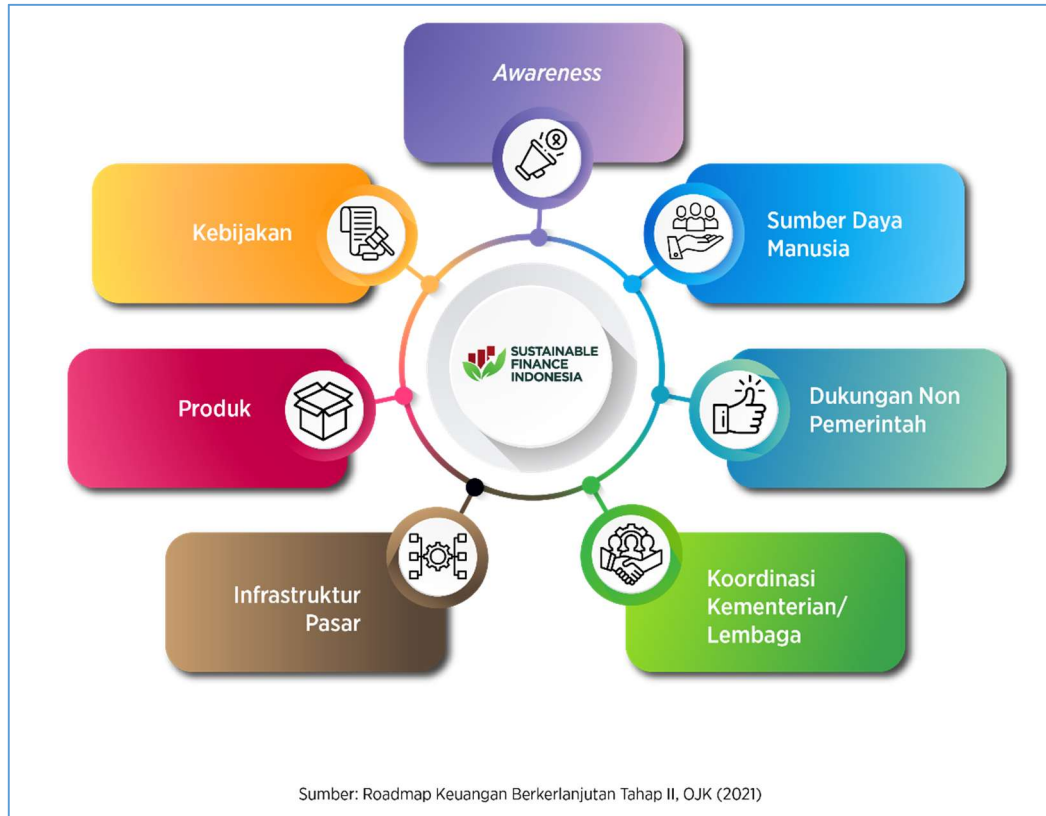 Awareness
Kebijakan
Sumber Daya
Manusia
SUSTAINABLE
FINANCE
INDONESIA
Produk
Dukungan Non
Pemerintah
Infrastruktur
Pasar
Koordinasi
Kementerian/
Lembaga
Sumber: Roadmap Keuangan Berkerlanjutan Tahap II, OJK (2021)